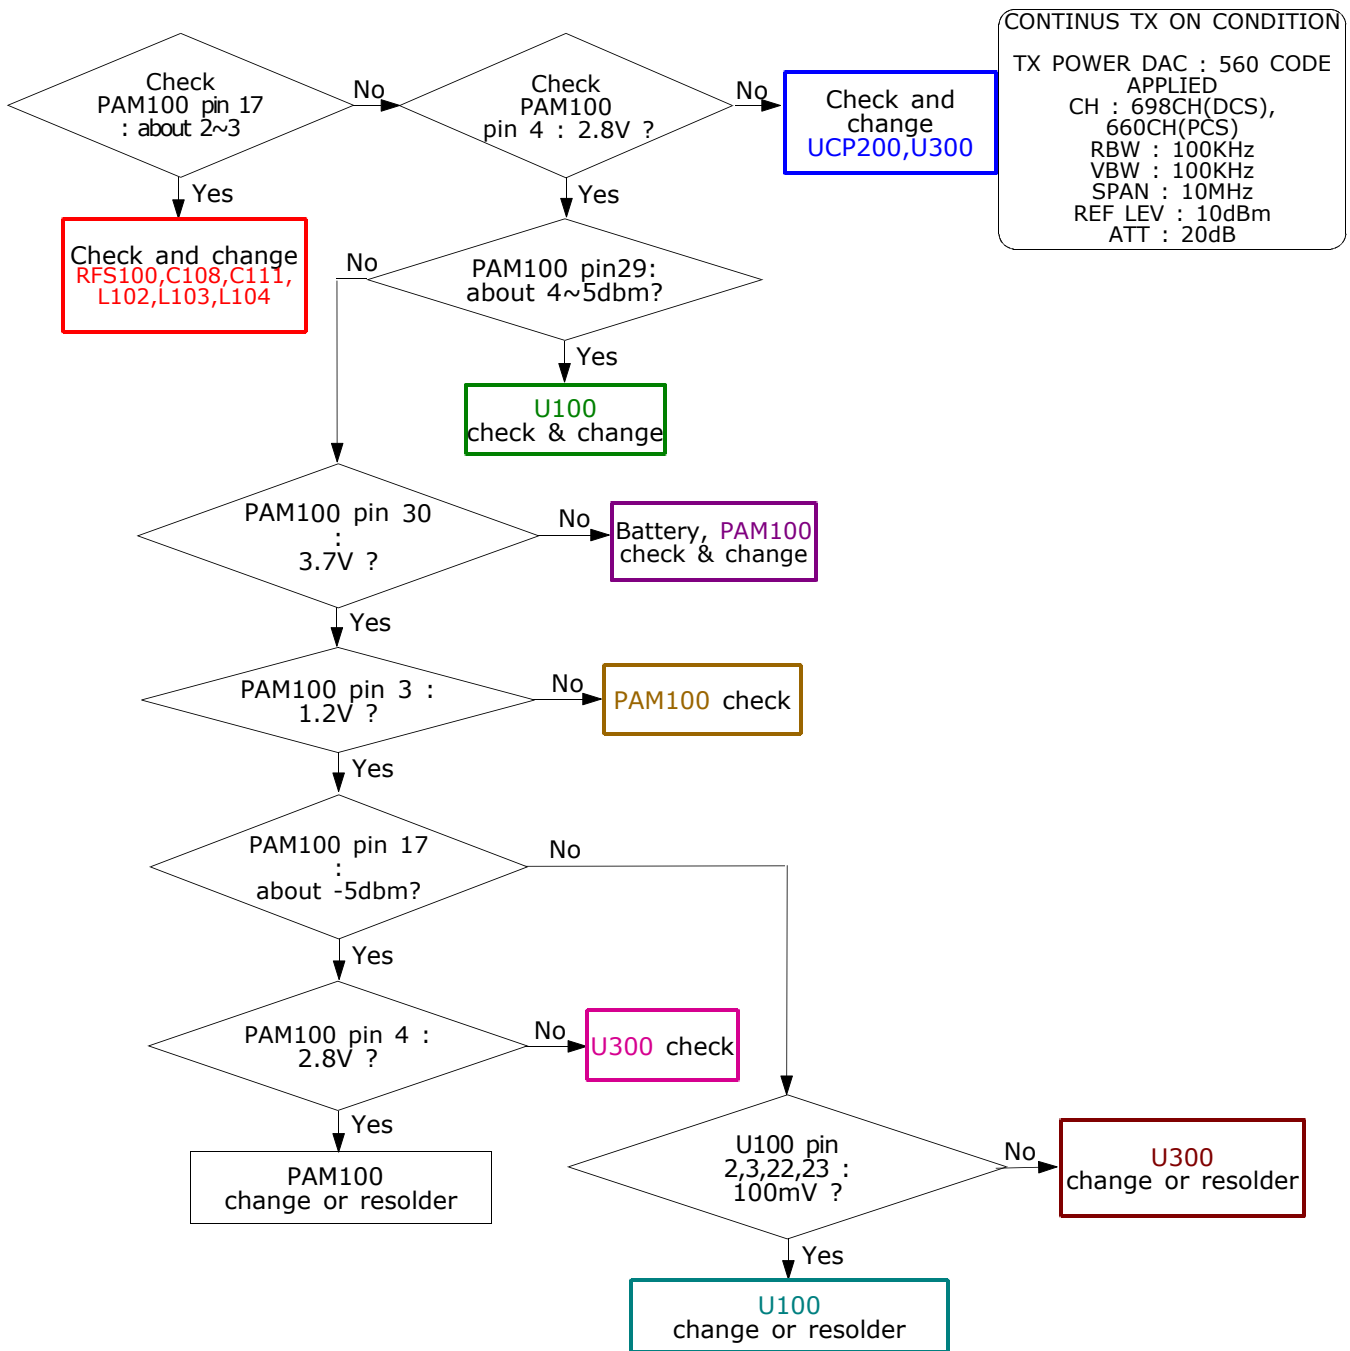 Check
PAM100 pin 17
: about 2~3
No
Check
PAM100
pin 4 : 2.8V ?
No
Check and
change
UCP200,U300
CONTINUS TX ON CONDITION
TX POWER DAC : 560 CODE
APPLIED
CH : 698CH(DCS),
660CH(PCS)
RBW : 100KHz
VBW : 100KHz
SPAN : 10MHz
REF LEV : 10dBm
ATT : 20dB
Yes
Yes
Check and change
RFS100,C108,C111,
L102,L103,L104
No
PAM100 pin29:
about 4~5dbm?
Yes
U100
check & change
PAM100 pin 30
:
3.7V ?
No
Battery, PAM100
check & change
Yes
PAM100 pin 3 :
1.2V ?
No
PAM100 check
Yes
PAM100 pin 17
:
about -5dbm?
No
Yes
PAM100 pin 4 :
2.8V ?
No
U300 check
Yes
PAM100
change or resolder
U100 pin
2,3,22,23 :
100mV ?
No
U300
change or resolder
Yes
U100
change or resolder